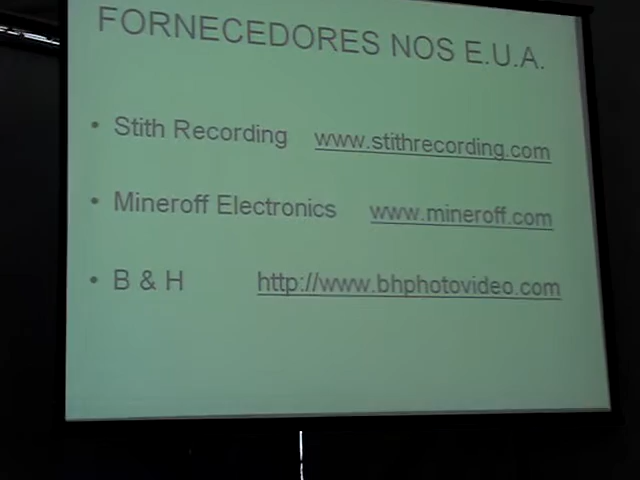 FORNECEDORES NOS E.U.A.
• Stith Recording www.stithrecording.com
• Mineroff Electronics www.mineroff.com
• B & H http://www.bhphotovideo.com